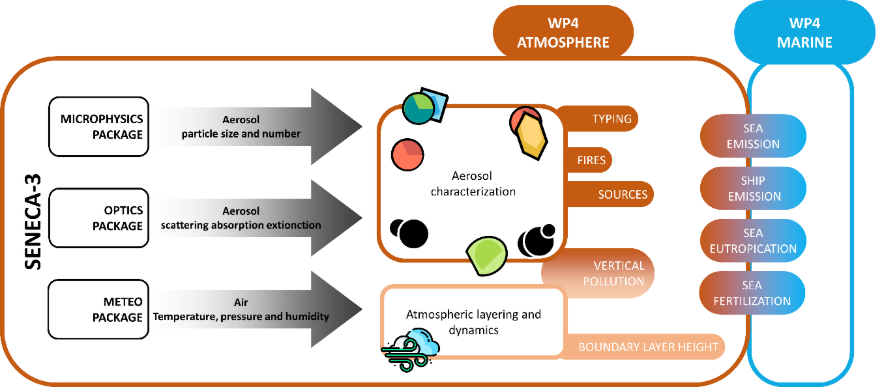 WP4
ATMOSPHERE
WP4
MARINE
SENECA-3
MICROPHYSICS
PACKAGE
Aerosol
particle size and number
OPTICS
PACKAGE
Aerosol
scattering absorption extionction
METEO
PACKAGE
Air
Temperature, pressure and humidity
Aerosol
characterization
Atmospheric layering and
dynamics
TYPING
FIRES
SOURCES
VERTICAL
POLLUTION
BOUNDARY LAYER HEIGHT
SEA
EMISSION
SHIP
EMISSION
SEA
EUTROPICATION
SEA
FERTILIZATION